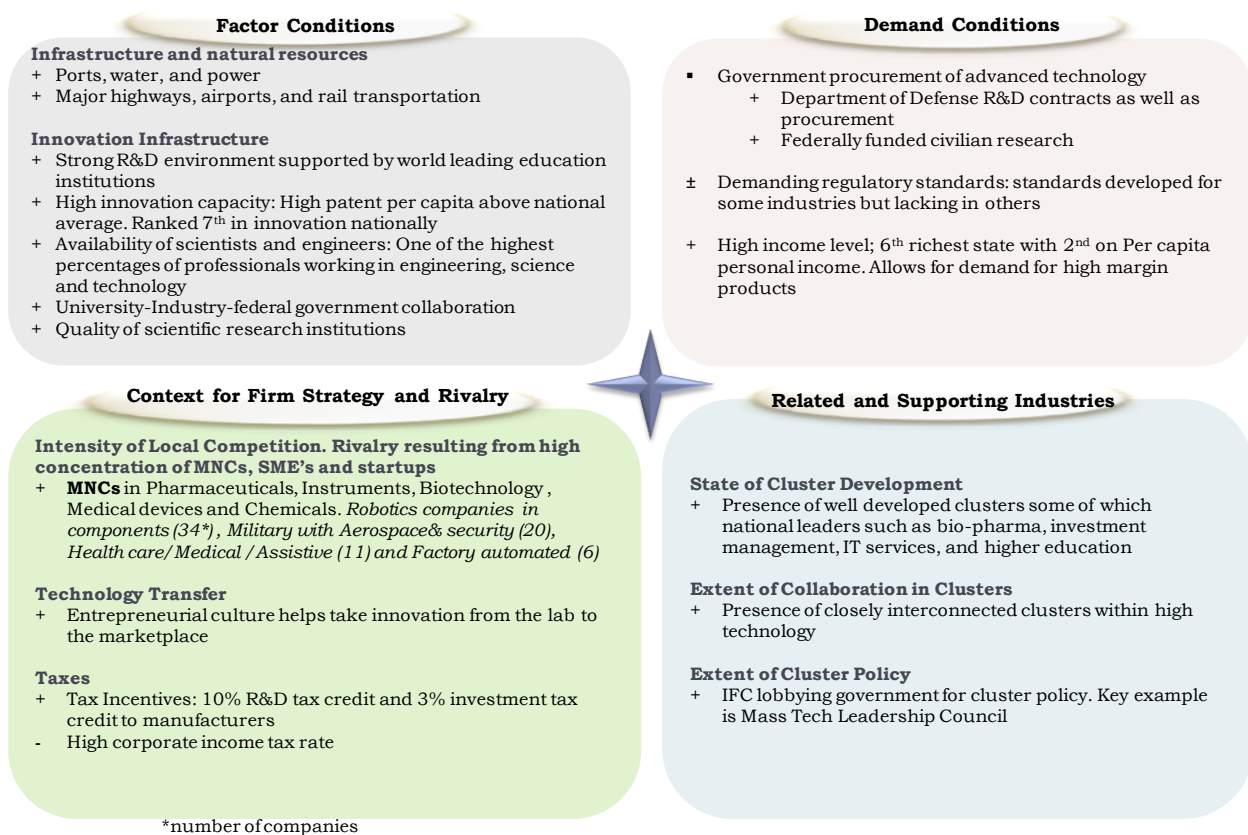 Factor Conditions
Infrastructure and natural resources
+ Ports, water, and power
+ Major highways, airports, and rail transportation
Innovation Infrastructure
+ Strong R&D environment supported by world leading education
institutions
+ High innovation capacity: High patent per capita above national
average. Ranked 7th in innovation nationally
+ Availability of scientists and engineers: One of the highest
percentages of professionals working in engineering, science
and technology
+ University-Industry-federal government collaboration
+ Quality of scientific research institutions
Demand Conditions
▪ Government procurement of advanced technology
+ Department of Defense R&D contracts as well as
procurement
+ Federally funded civilian research
± Demanding regulatory standards: standards developed for
some industries but lacking in others
+ High income level; 6th richest state with 2nd on Per capita
personal income. Allows for demand for high margin
products
Context for Firm Strategy and Rivalry
Intensity of Local Competition. Rivalry resulting from high
concentration of MNCs, SME's and startups
+ MNCs in Pharmaceuticals, Instruments, Biotechnology ,
Medical devices and Chemicals. Robotics companies in
components (34*) , Military with Aerospace& security (20),
Health care/ Medical / Assistive (11) and Factory automated (6)
Technology Transfer
+ Entrepreneurial culture helps take innovation from the lab to
the marketplace
Taxes
+ Tax Incentives: 10% R&D tax credit and 3% investment tax
credit to manufacturers
- High corporate income tax rate
Related and Supporting Industries
State of Cluster Development
+ Presence of well developed clusters some of which
national leaders such as bio-pharma, investment
management, IT services, and higher education
Extent of Collaboration in Clusters
+ Presence of closely interconnected clusters within high
technology
Extent of Cluster Policy
+ IFC lobbying government for cluster policy. Key example
is Mass Tech Leadership Council
*number of companies